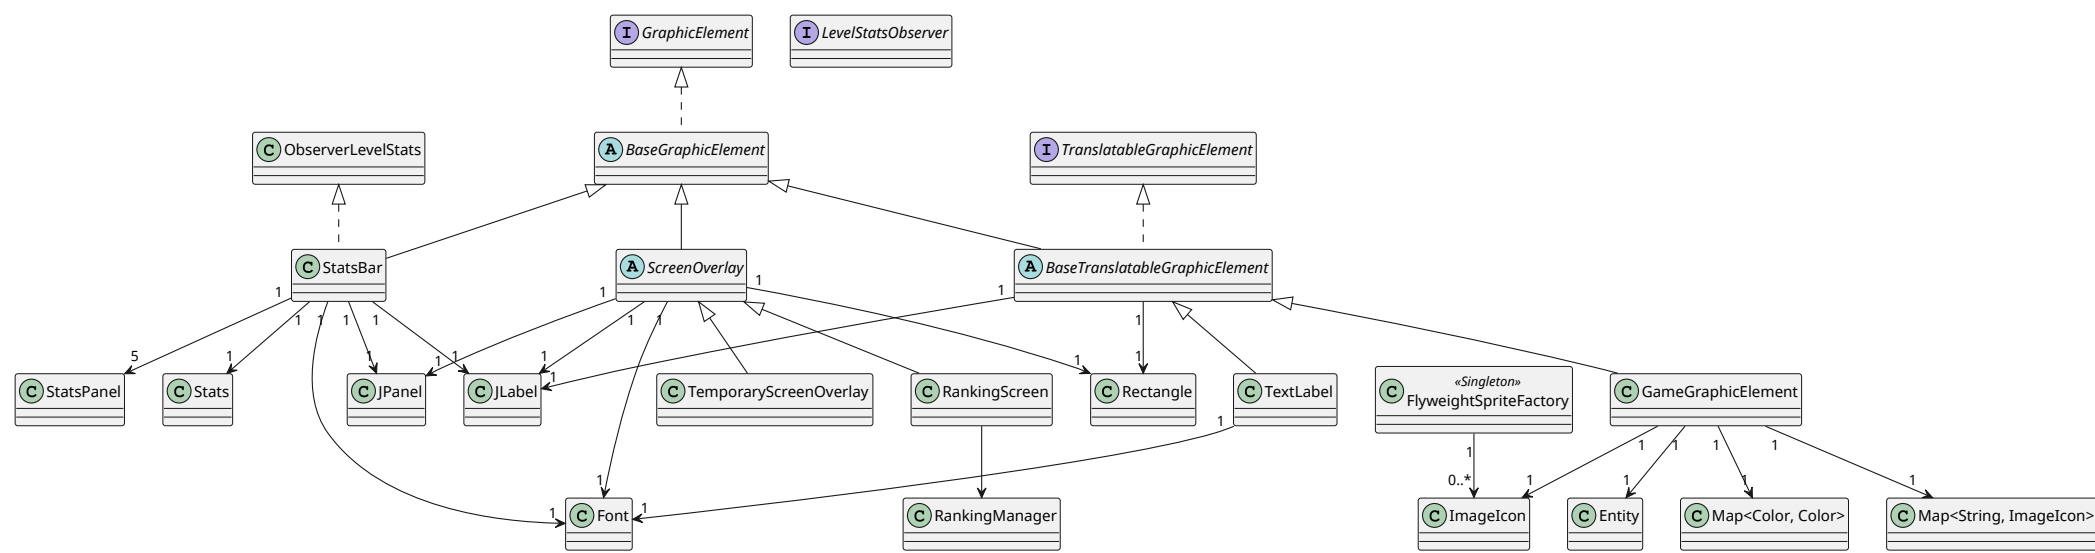 I GraphicElement
I LevelStatsObserver
C ObserverLevelStats
A BaseGraphicElement
I TranslatableGraphicElement
C StatsBar
A ScreenOverlay
A BaseTranslatableGraphicElement
1
1
1
1
1
1
1
1
1
1
1
1
5
1
1
1
1
1
1
1
1
C StatsPanel
C Stats
C JPanel
C JLabel
C TemporaryScreenOverlay
C RankingScreen
C Rectangle
C TextLabel
C «Singleton»
FlyweightSpriteFactory
C GameGraphicElement
1
1
1
1
1
1
1
1
1
0..*
1
1
1
1
C Font
C RankingManager
C ImageIcon
C Entity
C Map<Color, Color>
C Map<String, ImageIcon>